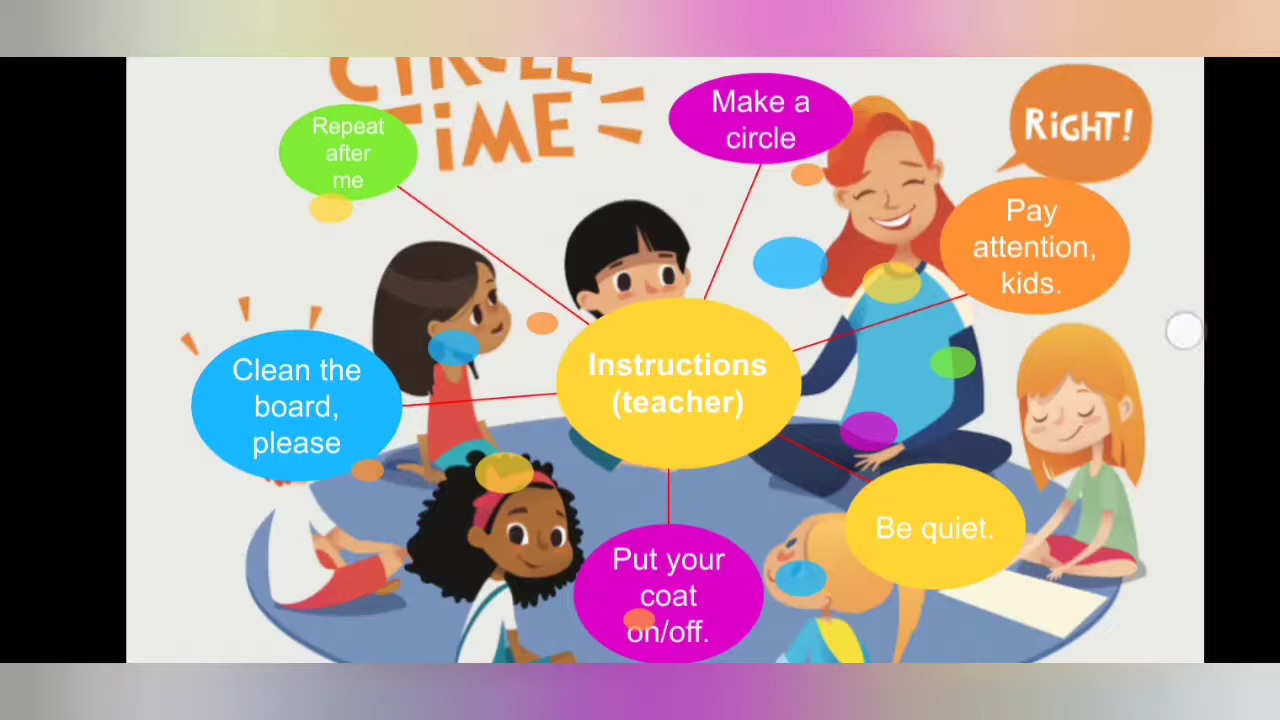 CIRCLE
TiME
RiGHT!
Repeat
after
me
Make a
circle
Pay
attention,
kids.
Clean the
board,
please
Instructions
(teacher)
Be quiet.
Put your
coat
on/off.